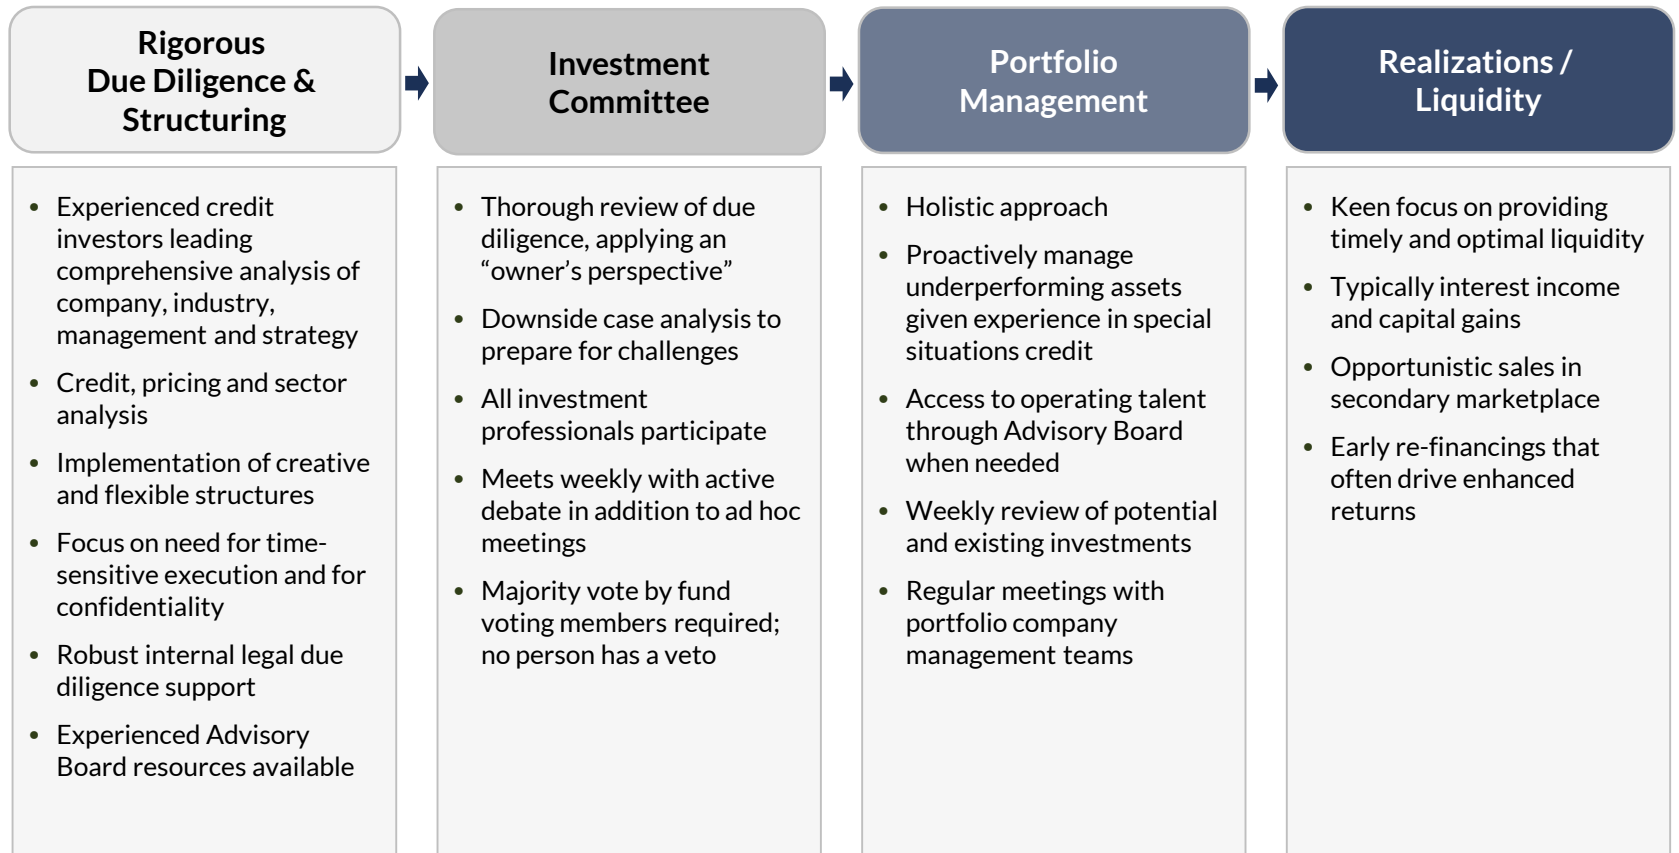 Rigorous
Due Diligence &
Structuring
Investment
Committee
Portfolio
Management
Realizations /
Liquidity
• Experienced credit
investors leading
comprehensive analysis of
company, industry,
management and strategy
• Credit, pricing and sector
analysis
• Implementation of creative
and flexible structures
• Focus on need for time-
sensitive execution and for
confidentiality
• Robust internal legal due
diligence support
• Experienced Advisory
Board resources available
• Thorough review of due
diligence, applying an
“owner’s perspective”
• Downside case analysis to
prepare for challenges
• All investment
professionals participate
• Meets weekly with active
debate in addition to ad hoc
meetings
• Majority vote by fund
voting members required;
no person has a veto
• Holistic approach
• Proactively manage
underperforming assets
given experience in special
situations credit
• Access to operating talent
through Advisory Board
when needed
• Weekly review of potential
and existing investments
• Regular meetings with
portfolio company
management teams
• Keen focus on providing
timely and optimal liquidity
• Typically interest income
and capital gains
• Opportunistic sales in
secondary marketplace
• Early re-financings that
often drive enhanced
returns